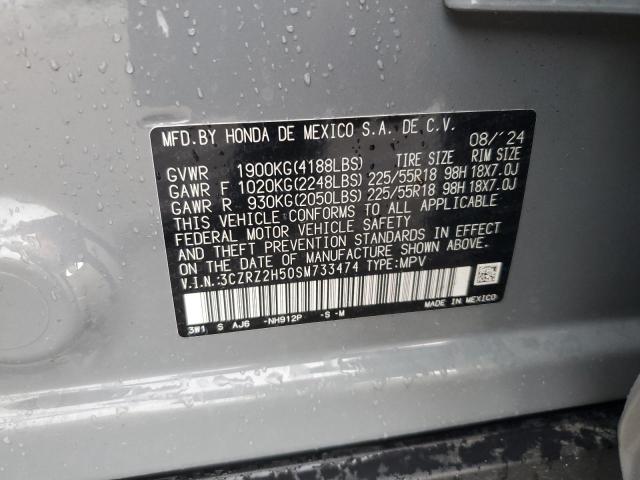 MFD.BY HONDA DE MEXICO S.A. DE C.V. 08/'24
GVWR 1900KG(4188LBS) TIRE SIZE RIM SIZE
GAWR F 1020KG(2248LBS) 225/55R18 98H 18X7.0J
GAWR R 930KG(2050LBS) 225/55R18 98H 18X7.0J
THIS VEHICLE CONFORMS TO ALL APPLICABLE
FEDERAL MOTOR VEHICLE SAFETY
AND THEFT PREVENTION STANDARDS IN EFFECT
ON THE DATE OF MANUFACTURE SHOWN ABOVE.
V.I.N.:3CZRZ2H50SM733474 TYPE:MPV
3W1 S AJ6 -NH912P -S -M MADE IN MEXICO